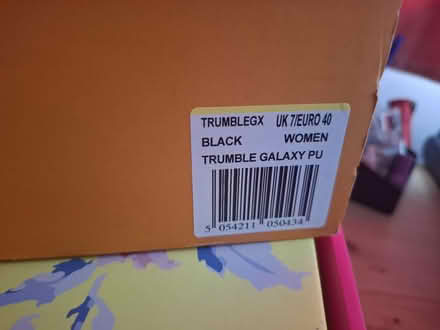 TRUMBLEGX UK 7/EURO 40
BLACK WOMEN
TRUMBLE GALAXY PU
5 054211 050434